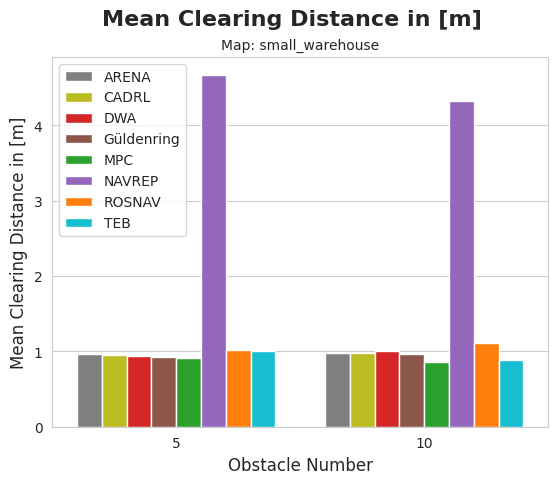 Mean Clearing Distance in [m]
Map: small_warehouse
ARENA
CADRL
DWA
Güldenring
MPC
NAVREP
ROSNAV
TEB
Mean Clearing Distance in [m]
4
3
2
1
0
5 10
Obstacle Number